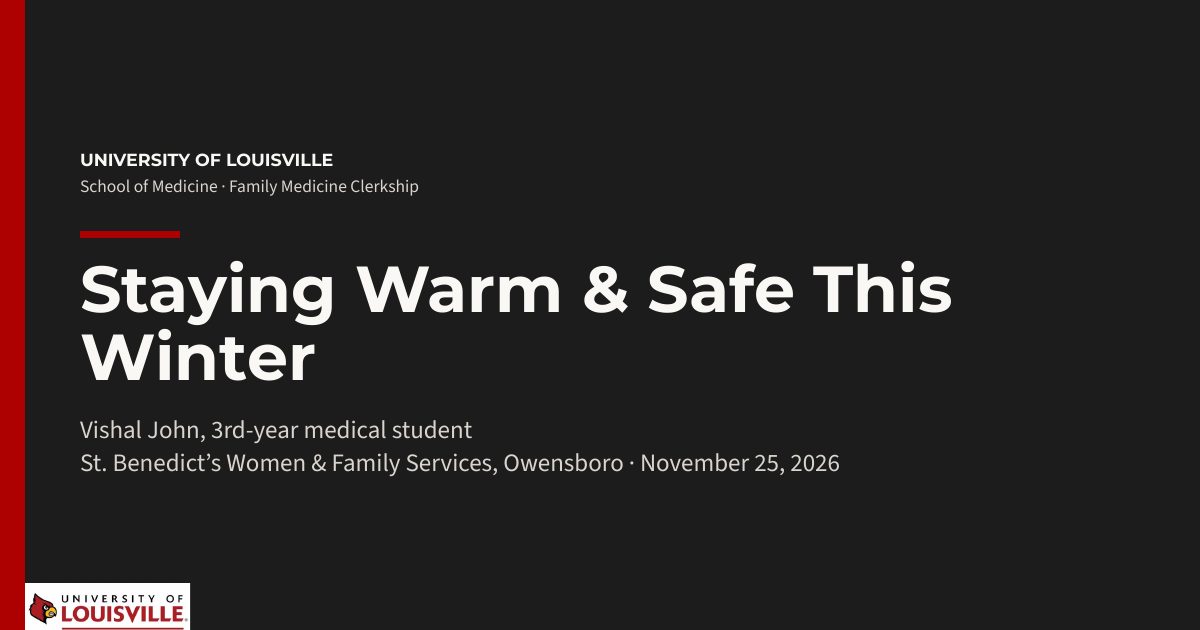 UNIVERSITY OF LOUISVILLE
School of Medicine · Family Medicine Clerkship
Staying Warm & Safe This
Winter
Vishal John, 3rd-year medical student
St. Benedict’s Women & Family Services, Owensboro · November 25, 2026
UNIVERSITY OF
LOUISVILLE